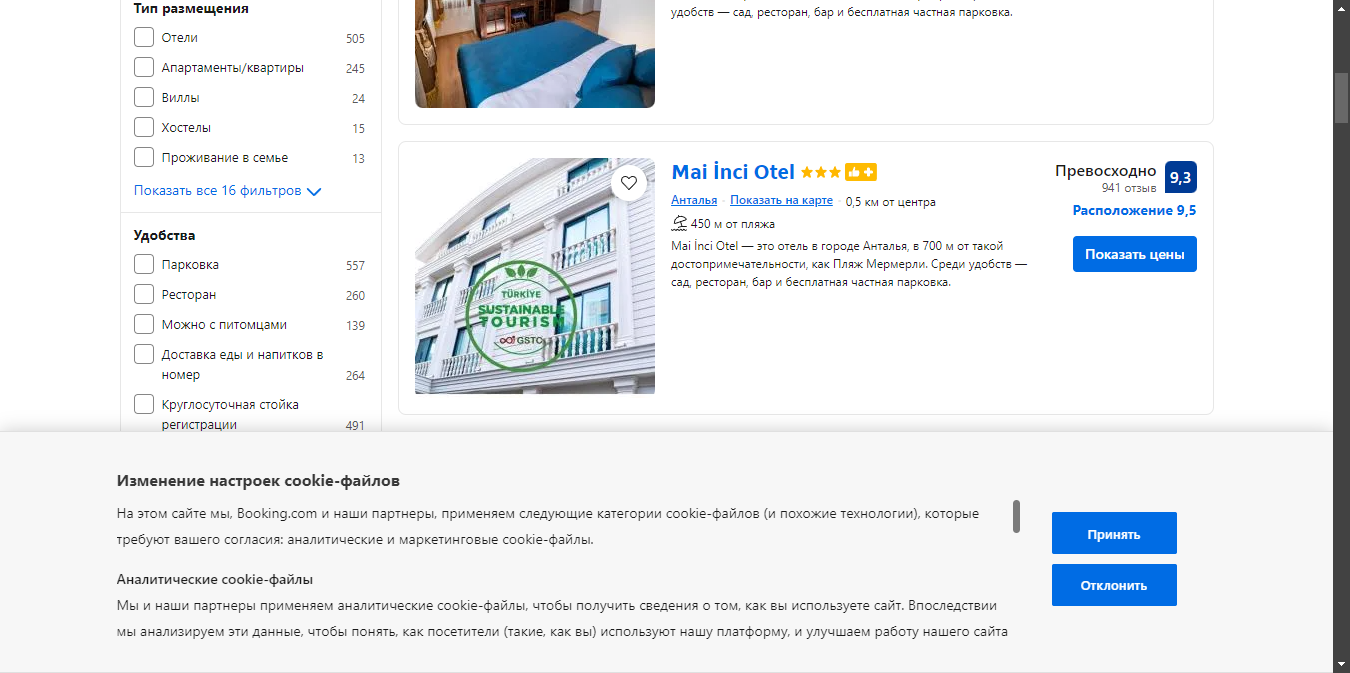 Тип размещения
Отели 505
Апартаменты/квартиры 245
Виллы 24
Хостелы 15
Проживание в семье 13
Показать все 16 фильтров
Удобства
Парковка 557
Ресторан 260
Можно с питомцами 139
Доставка еды и напитков в
номер 264
Круглосуточная стойка
регистрации 491
удобств — сад, ресторан, бар и бесплатная частная парковка.
TÜRKİYE
SUSTAINABLE
TOURISM
GSTC
Mai İnci Otel
Анталья · Показать на карте · 0,5 км от центра
450 м от пляжа
Mai İnci Otel — это отель в городе Анталья, в 700 м от такой
достопримечательности, как Пляж Мермерли. Среди удобств —
сад, ресторан, бар и бесплатная частная парковка.
Превосходно 9,3
941 отзыв
Расположение 9,5
Показать цены
Изменение настроек cookie-файлов
На этом сайте мы, Booking.com и наши партнеры, применяем следующие категории cookie-файлов (и похожие технологии), которые
требуют вашего согласия: аналитические и маркетинговые cookie-файлы.
Аналитические cookie-файлы
Мы и наши партнеры применяем аналитические cookie-файлы, чтобы получить сведения о том, как вы используете сайт. Впоследствии
мы анализируем эти данные, чтобы понять, как посетители (такие, как вы) используют нашу платформу, и улучшаем работу нашего сайта
Принять
Отклонить